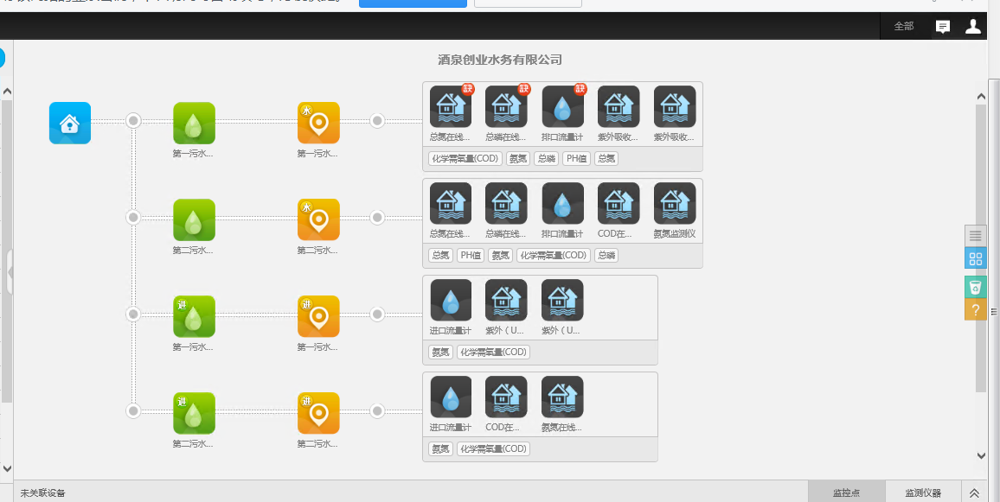 全部
酒泉创业水务有限公司
缺 缺 缺
水 水
总氮在线... 总磷在线... 排口流量计 紫外吸收... 紫外吸收...
第一污水... 第一污水...
化学需氧量(COD) 氨氮 总磷 PH值 总氮
水
总氮在线... 总磷在线... 排口流量计 COD在... 氨氮监测仪
第二污水... 第二污水...
总氮 PH值 氨氮 化学需氧量(COD) 总磷
进 进
进口流量计 紫外（U... 紫外（U...
第一污水... 第一污水...
氨氮 化学需氧量(COD)
进 进
进口流量计 COD在... 氨氮在线...
第二污水... 第二污水...
氨氮 化学需氧量(COD)
?
未关联设备 监控点 监测仪器